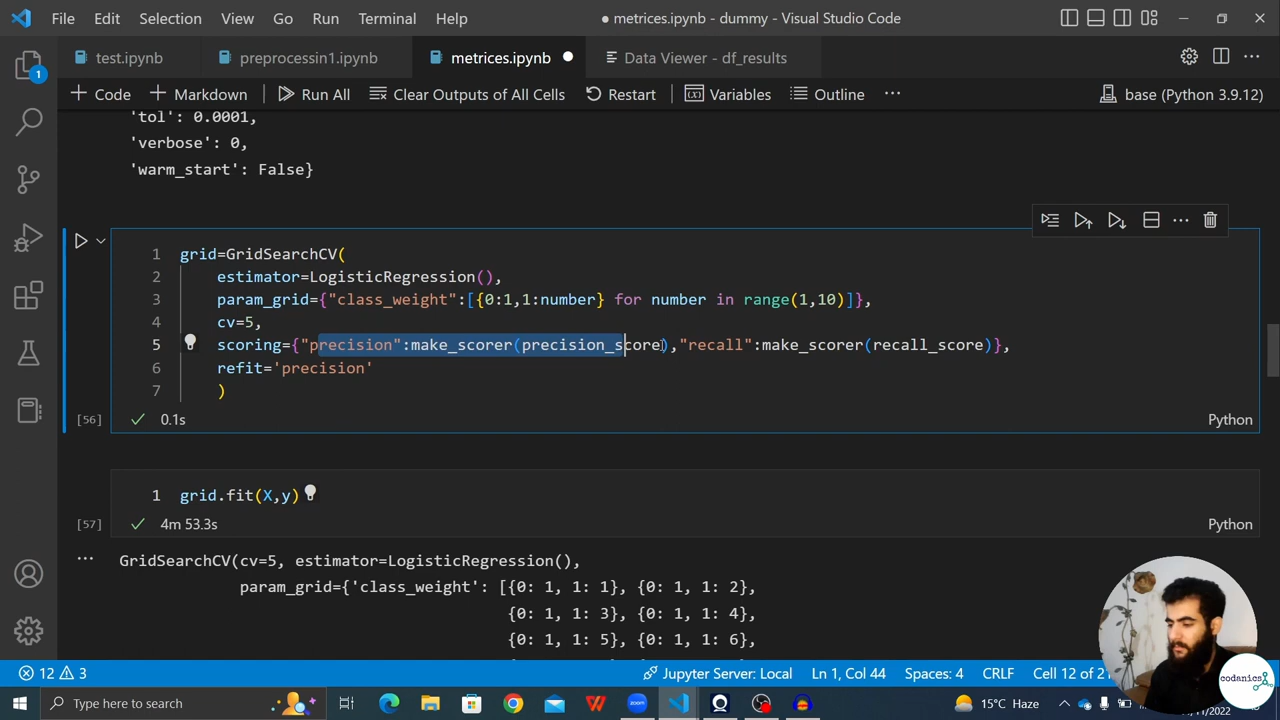 File Edit Selection View Go Run Terminal Help
● metrices.ipynb - dummy - Visual Studio Code
test.ipynb
preprocessin1.ipynb
metrices.ipynb
Data Viewer - df_results
1
+ Code + Markdown Run All Clear Outputs of All Cells Restart Variables Outline ···
base (Python 3.9.12)
'tol': 0.0001,
'verbose': 0,
'warm_start': False}
1 grid=GridSearchCV(
2 estimator=LogisticRegression(),
3 param_grid={"class_weight":[{0:1,1:number} for number in range(1,10)]},
4 cv=5,
5 scoring={"precision":make_scorer(precision_score),"recall":make_scorer(recall_score)},
6 refit='precision'
7 )
[56] 0.1s Python
1 grid.fit(X,y)
[57] 4m 53.3s Python
GridSearchCV(cv=5, estimator=LogisticRegression(),
param_grid={'class_weight': [{0: 1, 1: 1}, {0: 1, 1: 2},
{0: 1, 1: 3}, {0: 1, 1: 4},
{0: 1, 1: 5}, {0: 1, 1: 6},
codanics
12 3 Jupyter Server: Local Ln 1, Col 44 Spaces: 4 CRLF Cell 12 of 2
Type here to search
zoom
15°C Haze
/11/2022